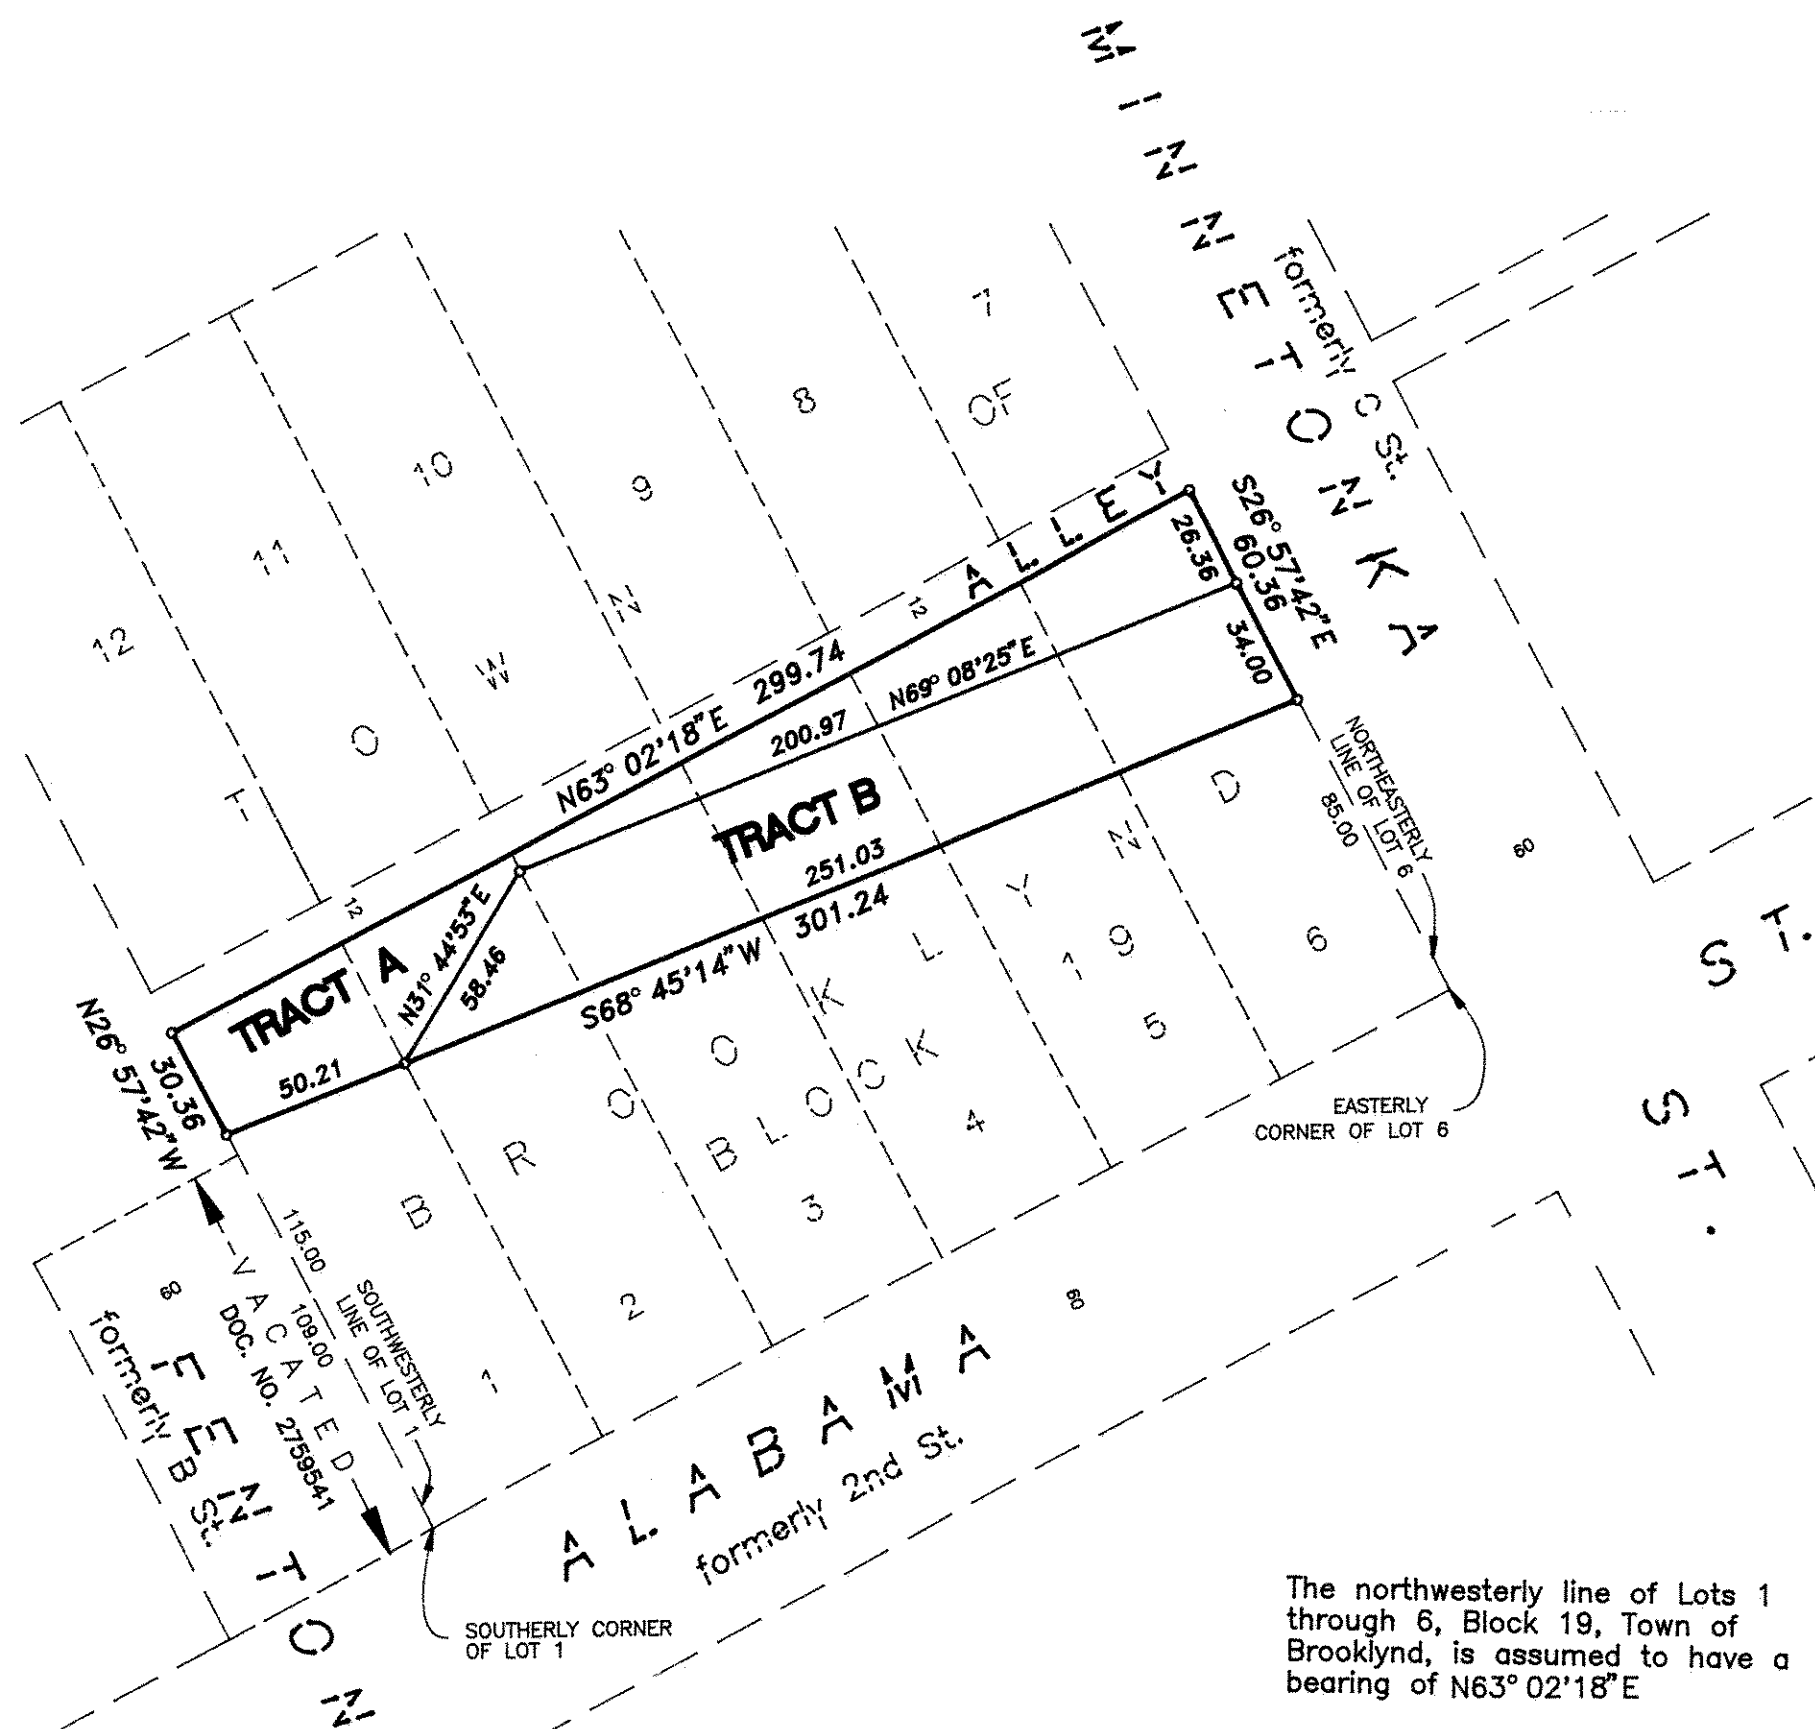 MINNETONKA ST.
formerly C St.
7
8
OF
9
10
11
12
TOWN
ALLEY
12
12
S26° 57'42"E
60.36
26.36
34.00
N63° 02'18"E 299.74
N69° 08'25"E
200.97
TRACT B
251.03
S68° 45'14"W 301.24
TRACT A
N31° 44'53"E
58.46
50.21
N26° 57'42"W
30.36
NORTHEASTERLY
LINE OF LOT 6
85.00
60
BROOKLYND
BLOCK 19
1
2
3
4
5
6
EASTERLY
CORNER OF LOT 6
ST.
60
VACATED
DOC. NO. 2759541
115.00
109.00
SOUTHWESTERLY
LINE OF LOT 1
60
FENTON
formerly B St.
ALABAMA
formerly 2nd St.
SOUTHERLY CORNER
OF LOT 1
The northwesterly line of Lots 1
through 6, Block 19, Town of
Brooklynd, is assumed to have a
bearing of N63° 02'18"E